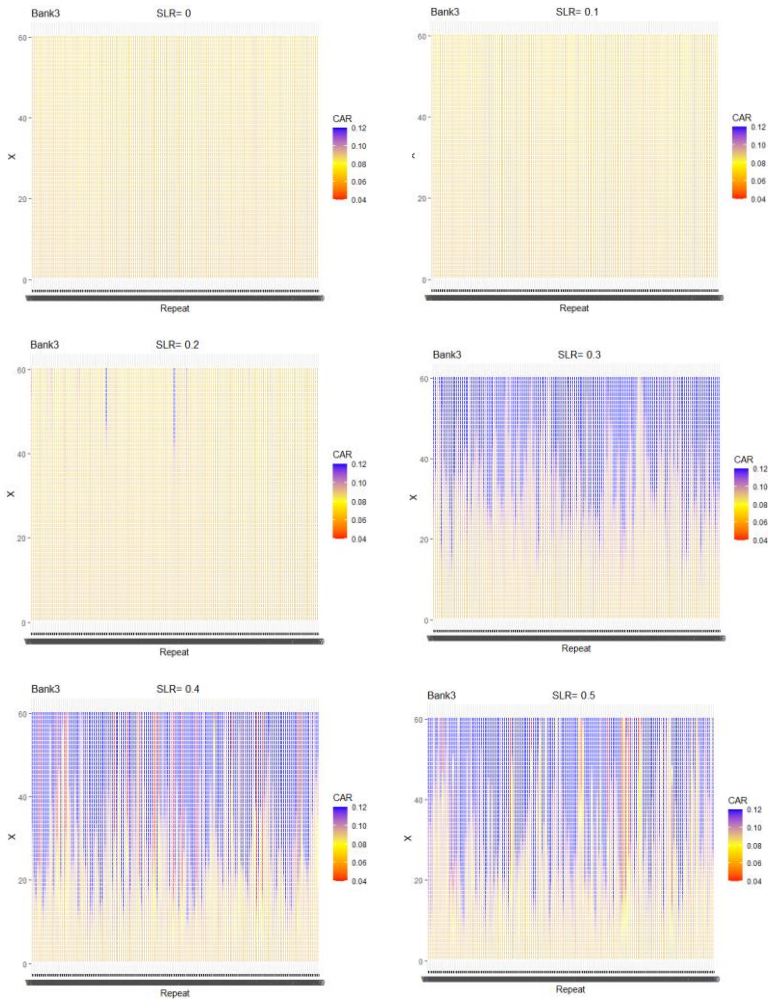 Bank3 SLR= 0
60
40
20
0
X
Repeat
CAR
0.12
0.10
0.08
0.06
0.04
Bank3 SLR= 0.1
60
40
20
0
Repeat
CAR
0.12
0.10
0.08
0.06
0.04
Bank3 SLR= 0.2
60
40
20
0
X
Repeat
CAR
0.12
0.10
0.08
0.06
0.04
Bank3 SLR= 0.3
60
40
20
0
X
Repeat
CAR
0.12
0.10
0.08
0.06
0.04
Bank3 SLR= 0.4
60
40
20
0
X
Repeat
CAR
0.12
0.10
0.08
0.06
0.04
Bank3 SLR= 0.5
60
40
20
0
X
Repeat
CAR
0.12
0.10
0.08
0.06
0.04